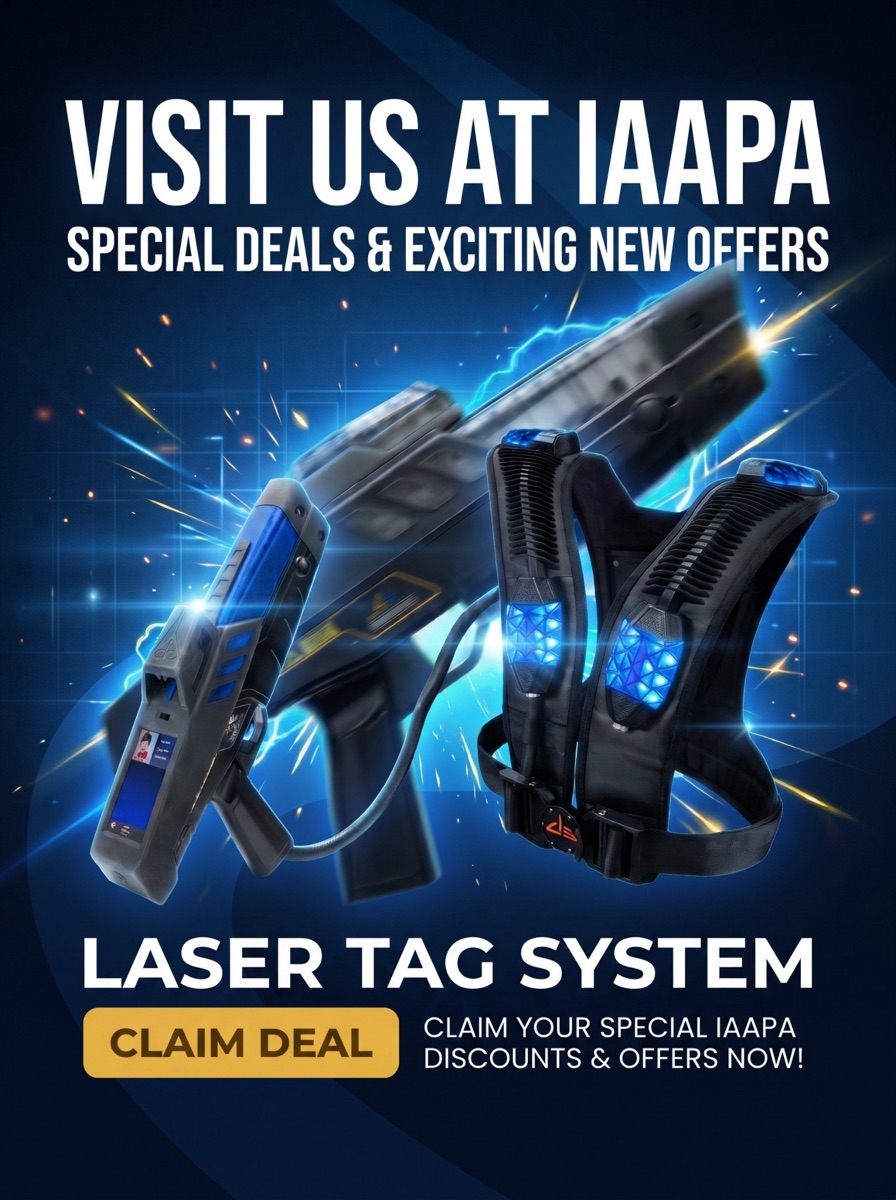 VISIT US AT IAAPA
SPECIAL DEALS & EXCITING NEW OFFERS
LASER TAG SYSTEM
CLAIM DEAL
CLAIM YOUR SPECIAL IAAPA
DISCOUNTS & OFFERS NOW!